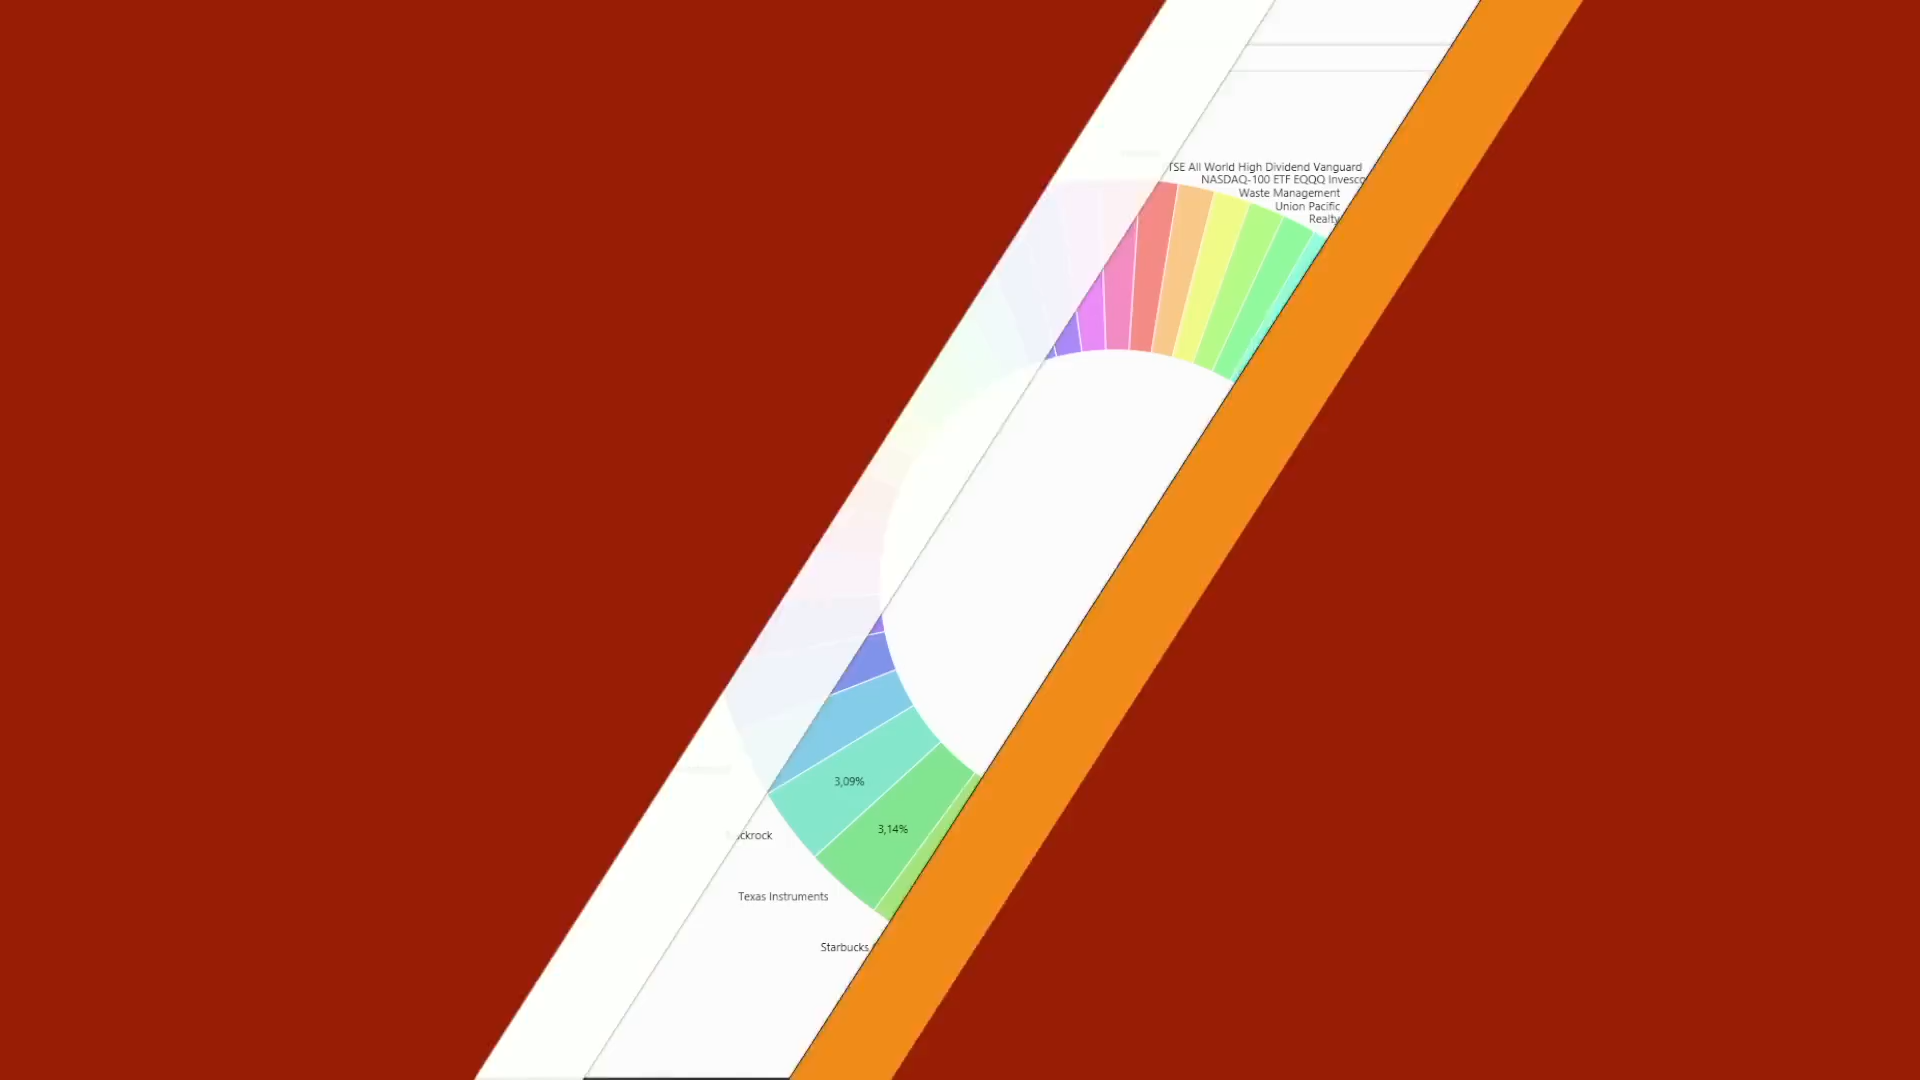 TSE All World High Dividend Vanguard
NASDAQ-100 ETF EQQQ Invesco
Waste Management
Union Pacific
Realty
3,09%
3,14%
ckrock
Texas Instruments
Starbucks